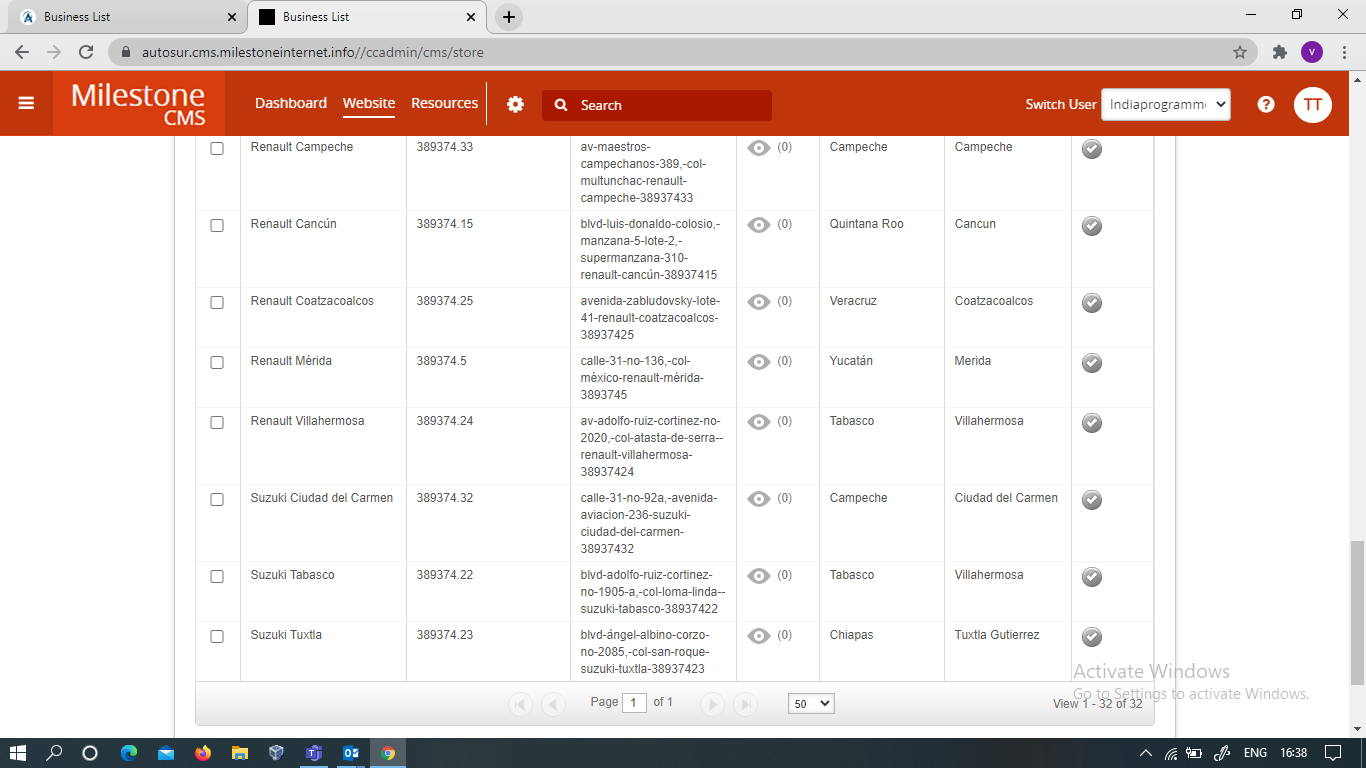 Business List
Business List
autosur.cms.milestoneinternet.info//ccadmin/cms/store
V
Milestone
CMS
Dashboard Website Resources
Search
Switch User
Indiaprogramm
?
TT
Renault Campeche 389374.33 av-maestros- (0) Campeche Campeche
campechanos-389,-col-
multunchac-renault-
campeche-38937433
Renault Cancún 389374.15 blvd-luis-donaldo-colosio,- (0) Quintana Roo Cancun
manzana-5-lote-2,-
supermanzana-310-
renault-cancún-38937415
Renault Coatzacoalcos 389374.25 avenida-zabludovsky-lote- (0) Veracruz Coatzacoalcos
41-renault-coatzacoalcos-
38937425
Renault Mérida 389374.5 calle-31-no-136,-col- (0) Yucatán Merida
méxico-renault-mérida-
3893745
Renault Villahermosa 389374.24 av-adolfo-ruiz-cortinez-no- (0) Tabasco Villahermosa
2020,-col-atasta-de-serra--
renault-villahermosa-
38937424
Suzuki Ciudad del Carmen 389374.32 calle-31-no-92a,-avenida- (0) Campeche Ciudad del Carmen
aviacion-236-suzuki-
ciudad-del-carmen-
38937432
Suzuki Tabasco 389374.22 blvd-adolfo-ruiz-cortinez- (0) Tabasco Villahermosa
no-1905-a,-col-loma-linda--
suzuki-tabasco-38937422
Suzuki Tuxtla 389374.23 blvd-ángel-albino-corzo- (0) Chiapas Tuxtla Gutierrez
no-2085,-col-san-roque-
suzuki-tuxtla-38937423
Activate Windows
Go to Settings to activate Windows.
Page 1 of 1 50 View 1 - 32 of 32
ENG 16:38